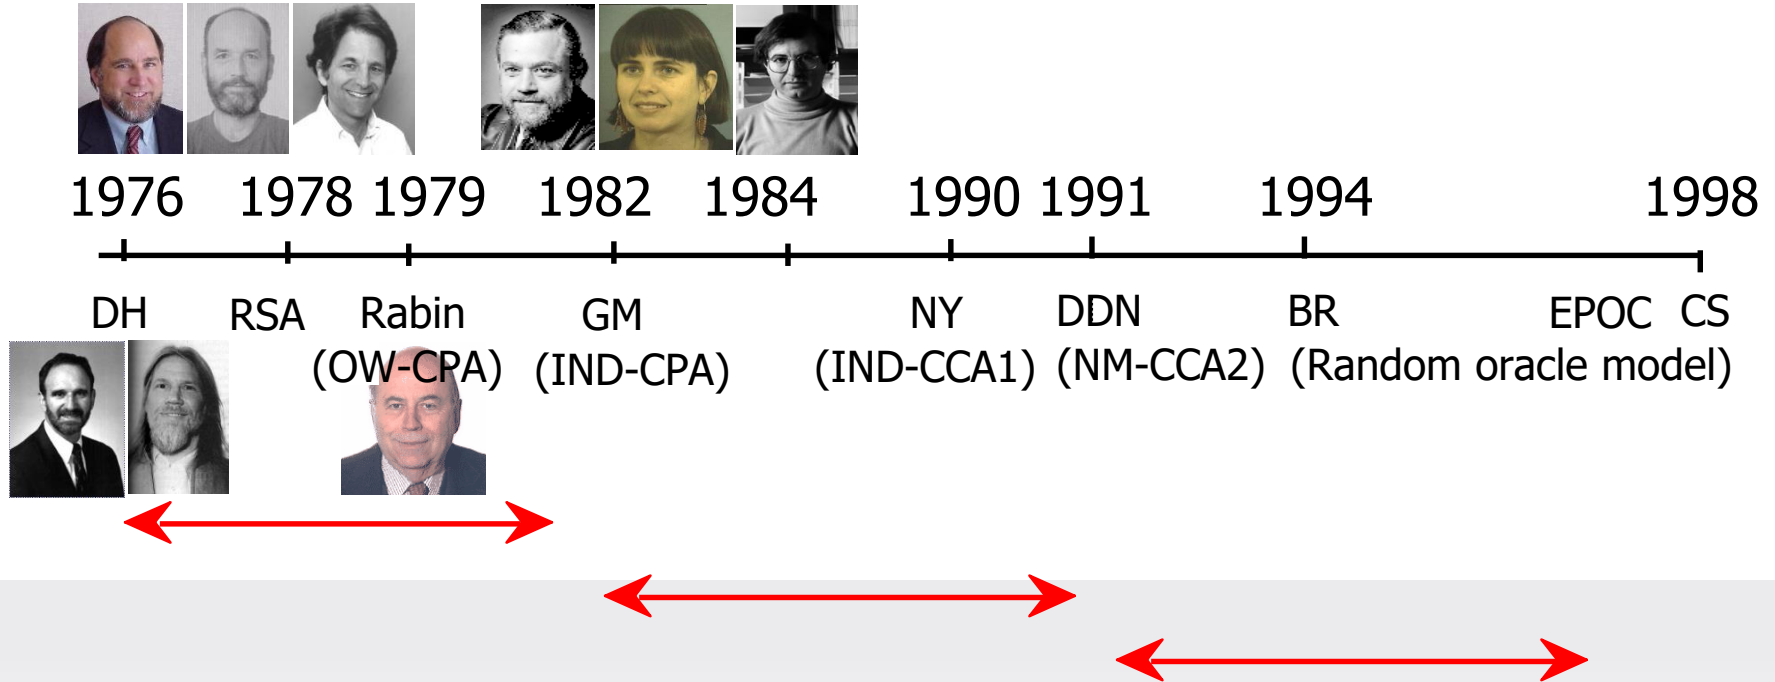 1976 1978 1979 1982 1984 1990 1991 1994 1998
DH RSA Rabin GM NY DDN BR EPOC CS
(OW-CPA) (IND-CPA) (IND-CCA1) (NM-CCA2) (Random oracle model)